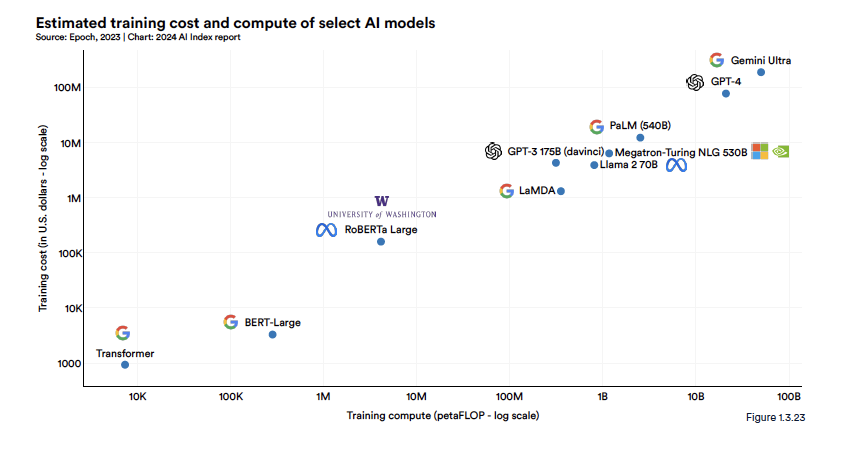 Estimated training cost and compute of select AI models
Source: Epoch, 2023 | Chart: 2024 AI Index report
Training cost (in U.S. dollars - log scale)
100M
10M
1M
100K
10K
1000
Gemini Ultra
GPT-4
PaLM (540B)
GPT-3 175B (davinci)
Megatron-Turing NLG 530B
Llama 2 70B
LaMDA
W
UNIVERSITY of WASHINGTON
RoBERTa Large
BERT-Large
Transformer
10K
100K
1M
10M
100M
1B
10B
100B
Training compute (petaFLOP - log scale)
Figure 1.3.23